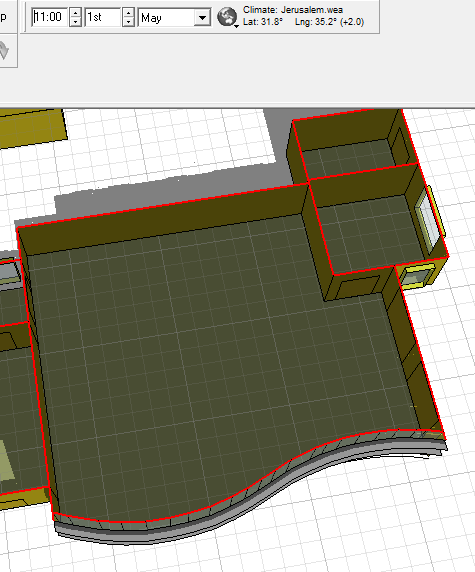 p
11:00 1st May Climate: Jerusalem.wea
Lat: 31.8° Lng: 35.2° (+2.0)